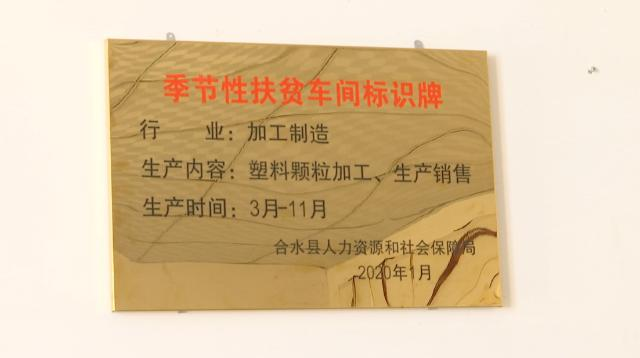 季节性扶贫车间标识牌
行 业：加工制造
生产内容：塑料颗粒加工、生产销售
生产时间：3月-11月
合水县人力资源和社会保障局
2020年1月